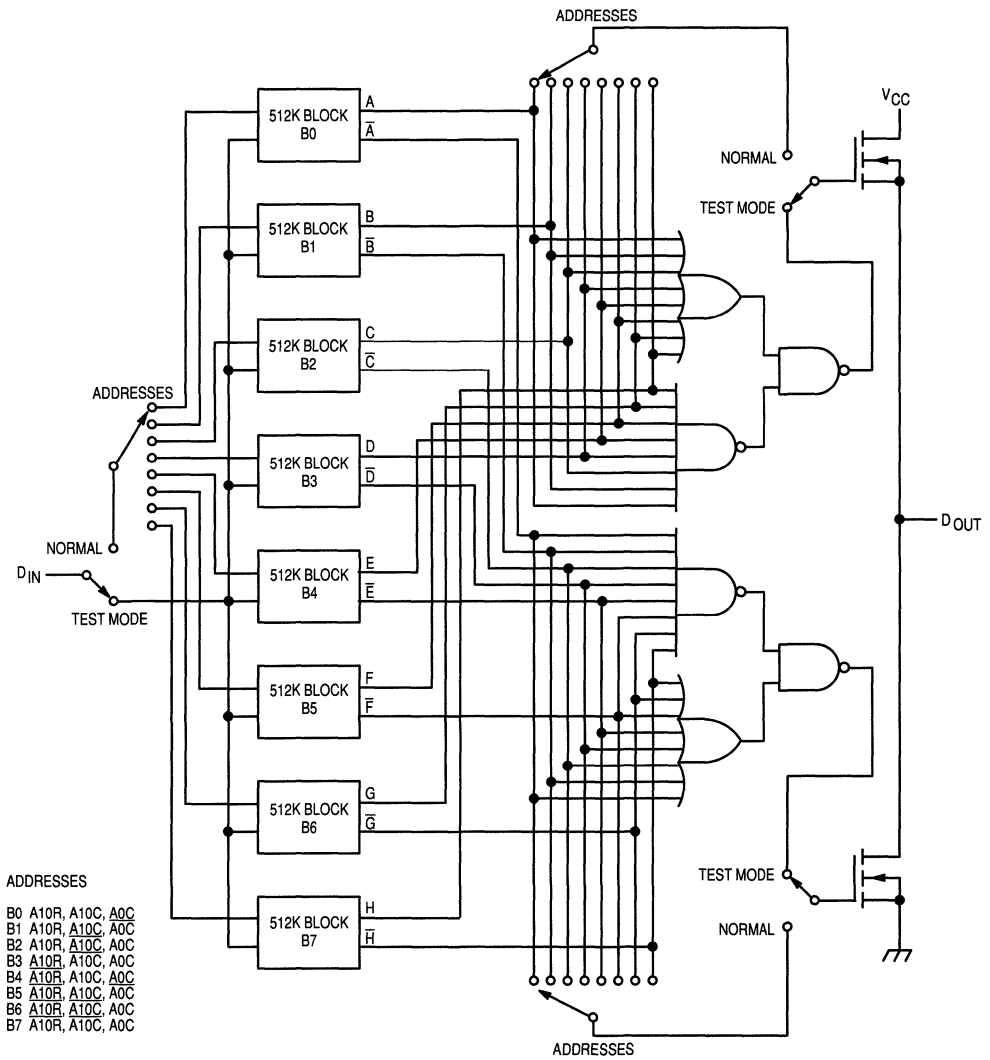 ADDRESSES
512K BLOCK
B0
A
A̅
VCC
NORMAL
TEST MODE
512K BLOCK
B1
B
B̅
512K BLOCK
B2
C
C̅
ADDRESSES
512K BLOCK
B3
D
D̅
DOUT
NORMAL
DIN
TEST MODE
512K BLOCK
B4
E
E̅
512K BLOCK
B5
F
F̅
512K BLOCK
B6
G
G̅
TEST MODE
NORMAL
512K BLOCK
B7
H
H̅
ADDRESSES
B0 A10R, A10C, A0C
B1 A10R, A10C, A0C
B2 A10R, A10C, A0C
B3 A10R, A10C, A0C
B4 A10R, A10C, A0C
B5 A10R, A10C, A0C
B6 A10R, A10C, A0C
B7 A10R, A10C, A0C
ADDRESSES